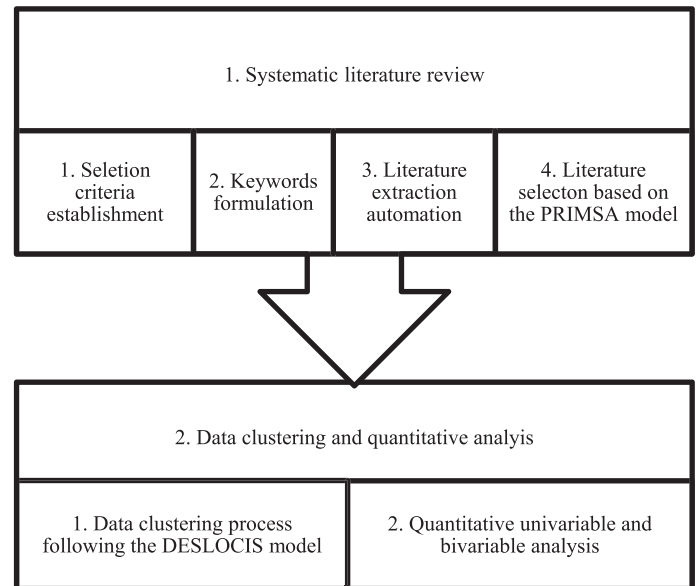 1. Systematic literature review
1. Seletion
criteria
establishment
2. Keywords
formulation
3. Literature
extraction
automation
4. Literature
selecton based on
the PRIMSA model
2. Data clustering and quantitative analyis
1. Data clustering process
following the DESLOCIS model
2. Quantitative univariable and
bivariable analysis